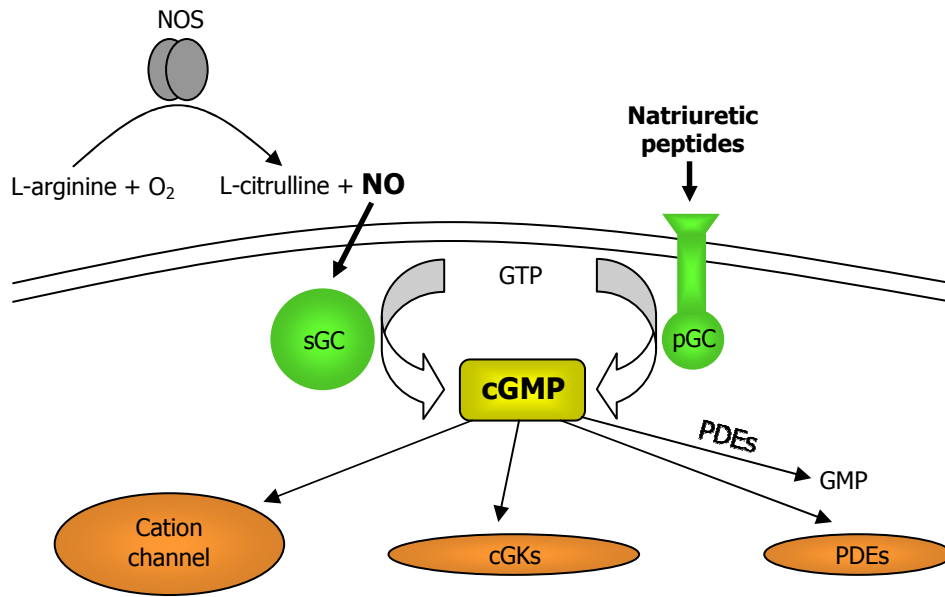 NOS
Natriuretic
peptides
L-arginine + O₂
L-citrulline + NO
GTP
sGC
pGC
cGMP
PDEs
GMP
Cation
channel
cGKs
PDEs